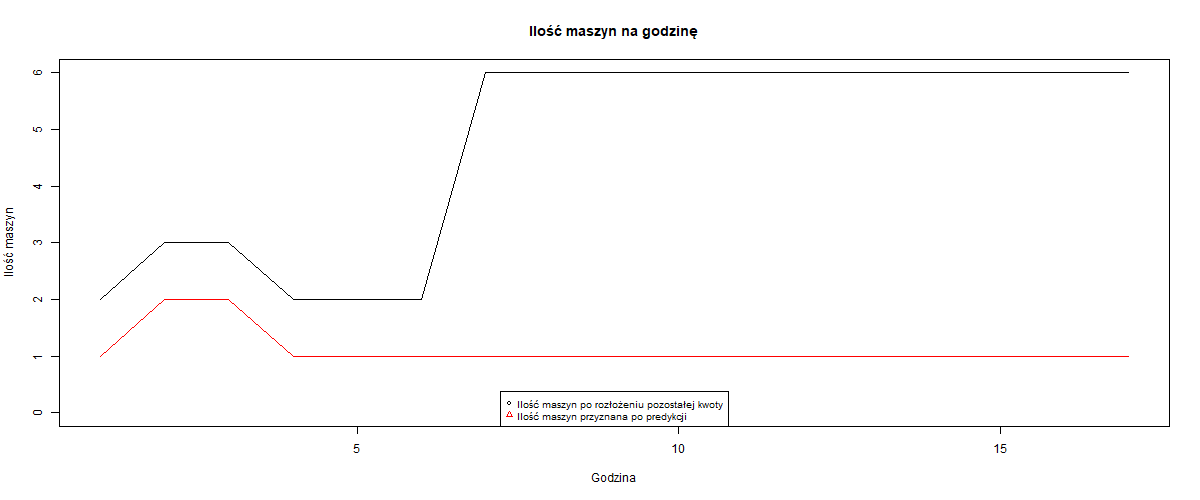 Ilość maszyn na godzinę
Ilość maszyn
6
5
4
3
2
1
0
Ilość maszyn po rozłożeniu pozostałej kwoty
Ilość maszyn przyznana po predykcji
5 10 15
Godzina